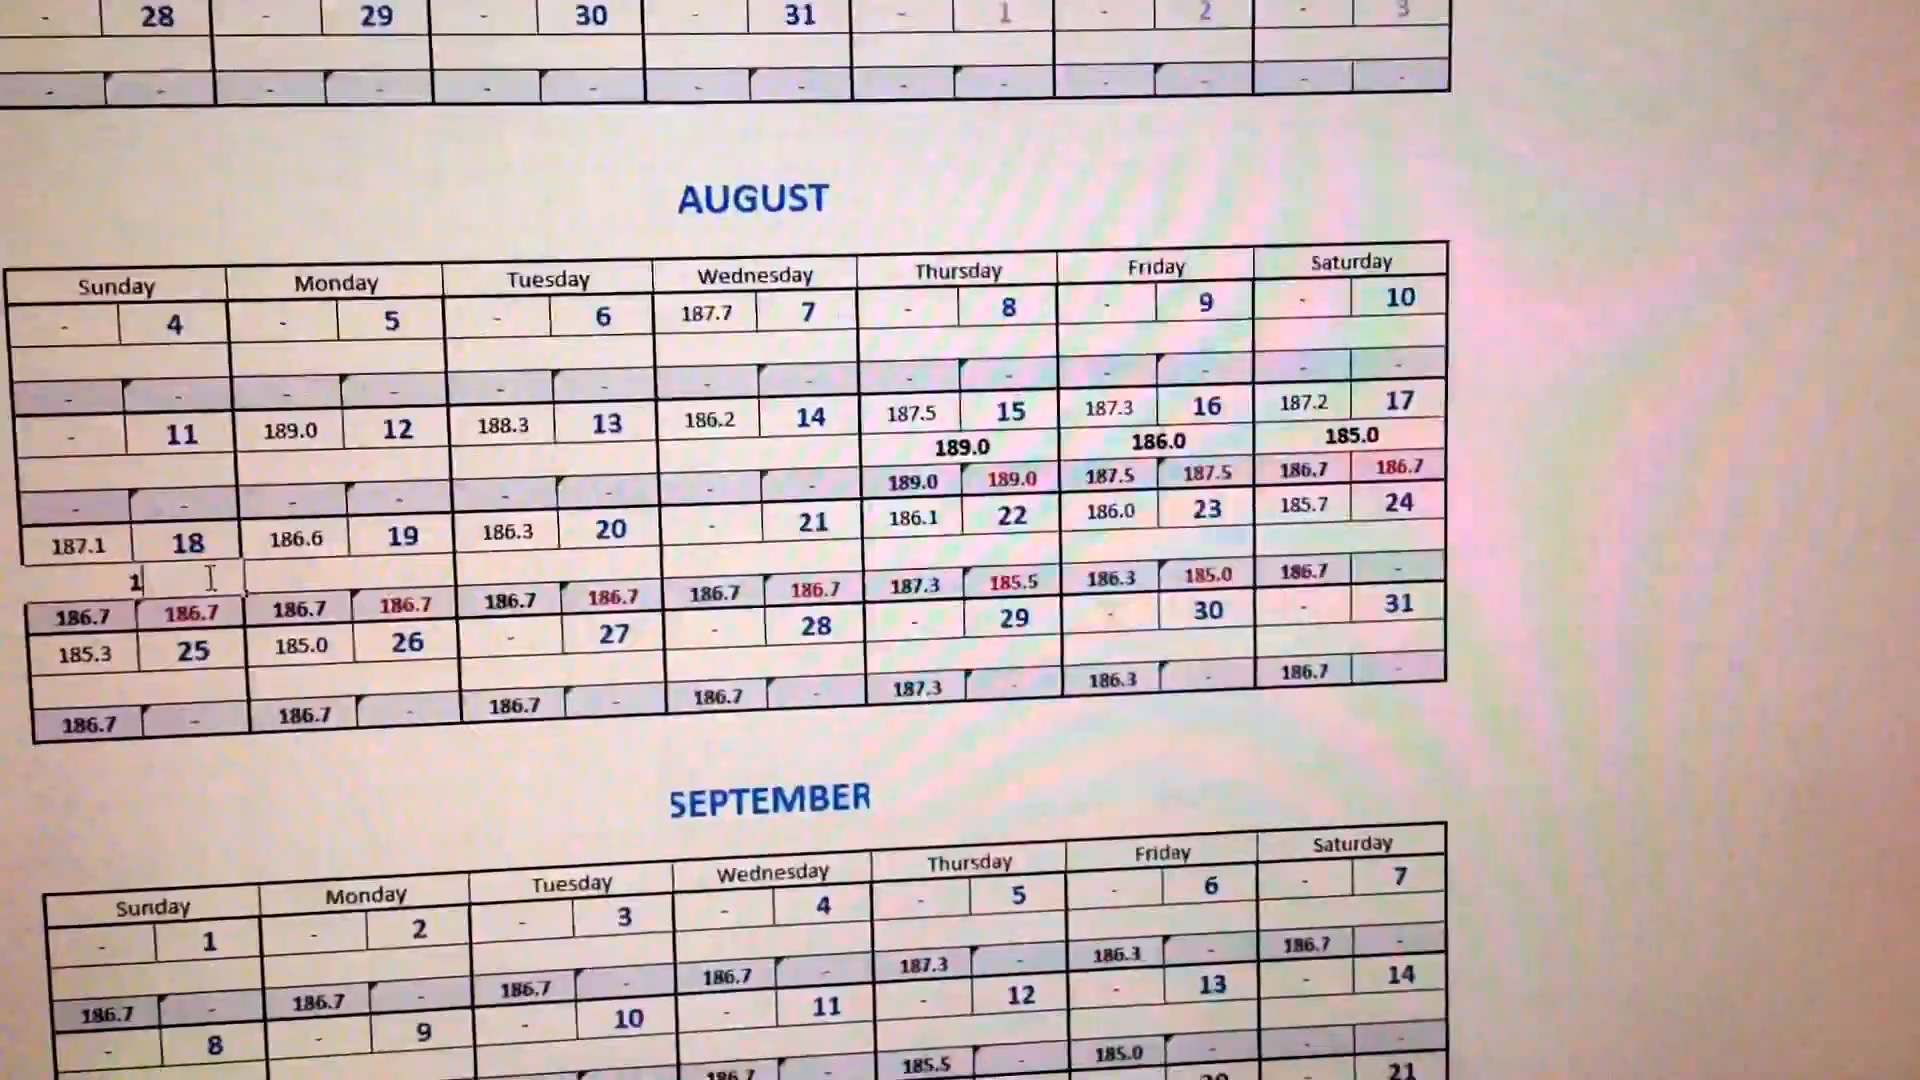 - 28 - 29 - 30 - 31 - 1 - 2 - 3
- - - - - - - - - - - - - -
AUGUST
Sunday Monday Tuesday Wednesday Thursday Friday Saturday
- 4 - 5 - 6 187.7 7 - 8 - 9 - 10
- - - - - - - - - - - - - -
- 11 189.0 12 188.3 13 186.2 14 187.5 15 187.3 16 187.2 17
189.0 186.0 185.0
- - - - - - - - 189.0 189.0 187.5 187.5 186.7 186.7
187.1 18 186.6 19 186.3 20 - 21 186.1 22 186.0 23 185.7 24
1
186.7 186.7 186.7 186.7 186.7 186.7 186.7 186.7 187.3 185.5 186.3 185.0 186.7 -
185.3 25 185.0 26 - 27 - 28 - 29 - 30 - 31
186.7 - 186.7 - 186.7 - 186.7 - 187.3 - 186.3 - 186.7 -
SEPTEMBER
Sunday Monday Tuesday Wednesday Thursday Friday Saturday
- 1 - 2 - 3 - 4 - 5 - 6 - 7
186.7 - 186.7 - 186.7 - 186.7 - 187.3 - 186.3 - 186.7 -
- 8 - 9 - 10 - 11 - 12 - 13 - 14
186.7 - 185.5 - 185.0 - - -
21